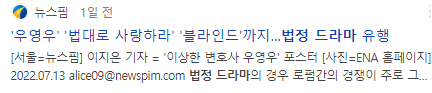 뉴스핌 · 1일 전
'우영우' '법대로 사랑하라' '블라인드'까지...법정 드라마 유행
[서울=뉴스핌] 이지은 기자 = '이상한 변호사 우영우' 포스터 [사진=ENA 홈페이지]
2022.07.13 alice09@newspim.com 법정 드라마의 경우 로펌간의 경쟁이 주로 그...